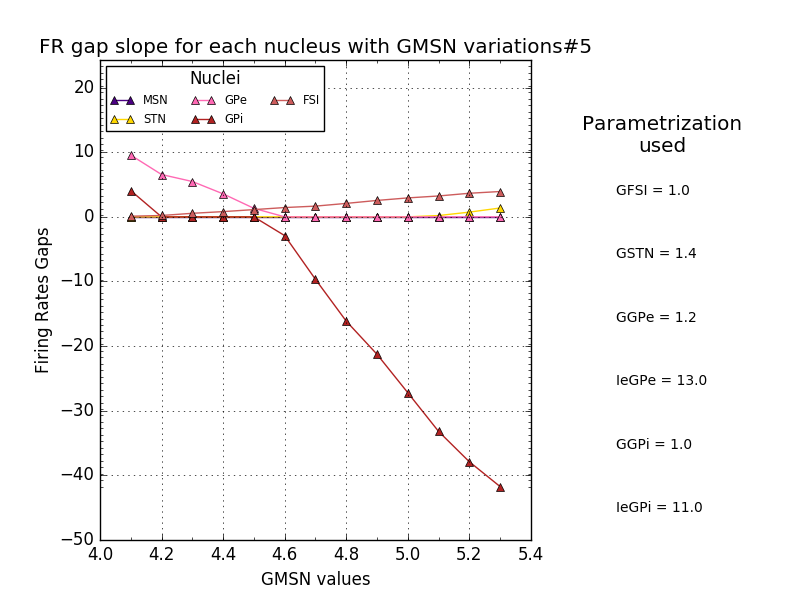 FR gap slope for each nucleus with GMSN variations#5
Nuclei
MSN GPe FSI
STN GPi
20
10
0
−10
−20
−30
−40
−50
Firing Rates Gaps
4.0 4.2 4.4 4.6 4.8 5.0 5.2 5.4
GMSN values
Parametrization
used
GFSI = 1.0
GSTN = 1.4
GGPe = 1.2
IeGPe = 13.0
GGPi = 1.0
IeGPi = 11.0